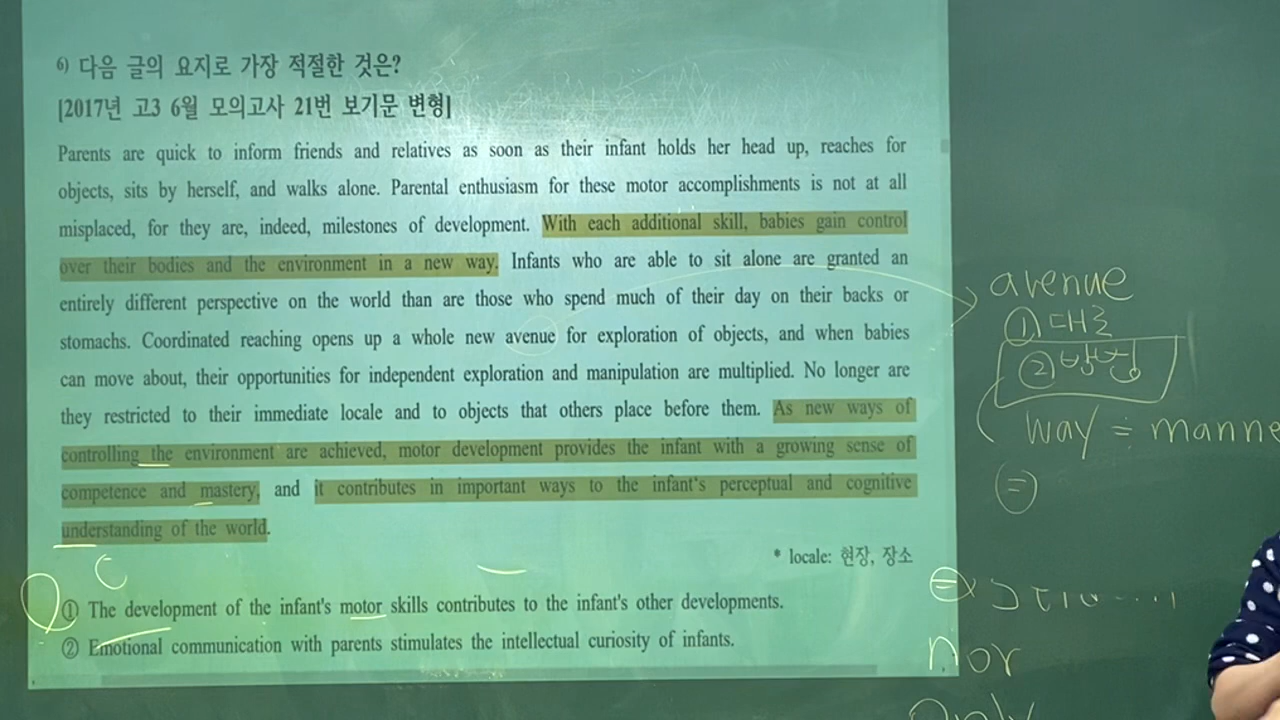 6) 다음 글의 요지로 가장 적절한 것은?
[2017년 고3 6월 모의고사 21번 보기문 변형]
Parents are quick to inform friends and relatives as soon as their infant holds her head up, reaches for
objects, sits by herself, and walks alone. Parental enthusiasm for these motor accomplishments is not at all
misplaced, for they are, indeed, milestones of development. With each additional skill, babies gain control
over their bodies and the environment in a new way. Infants who are able to sit alone are granted an
entirely different perspective on the world than are those who spend much of their day on their backs or
stomachs. Coordinated reaching opens up a whole new avenue for exploration of objects, and when babies
can move about, their opportunities for independent exploration and manipulation are multiplied. No longer are
they restricted to their immediate locale and to objects that others place before them. As new ways of
controlling the environment are achieved, motor development provides the infant with a growing sense of
competence and mastery, and it contributes in important ways to the infant's perceptual and cognitive
understanding of the world.
* locale: 현장, 장소
① The development of the infant's motor skills contributes to the infant's other developments.
② Emotional communication with parents stimulates the intellectual curiosity of infants.
avenue
① 대로
② 방법
way = manne
=
nor
only